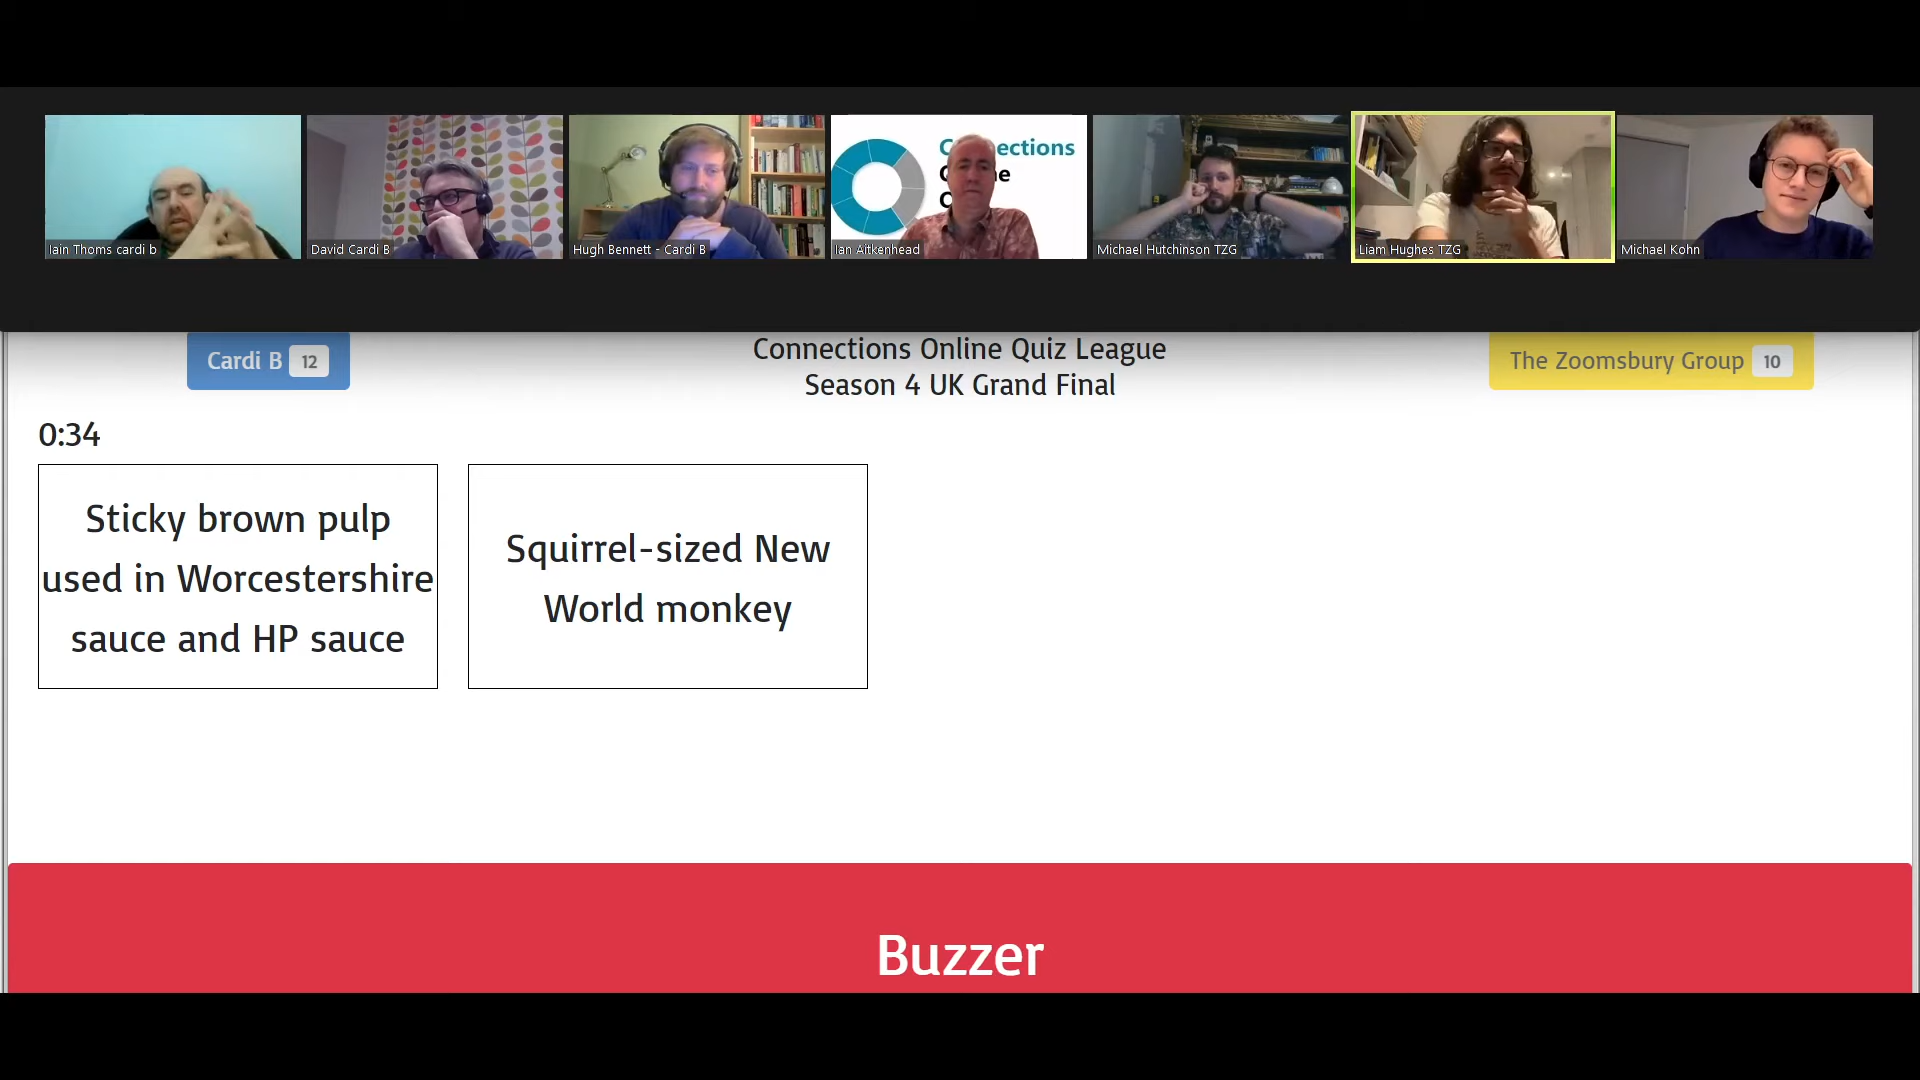 Iain Thoms cardi b
David Cardi B
Hugh Bennett - Cardi B
Ian Aitkenhead
Michael Hutchinson TZG
Liam Hughes TZG
Michael Kohn
Cardi B 12
Connections Online Quiz League
Season 4 UK Grand Final
The Zoomsbury Group 10
0:34
Sticky brown pulp
used in Worcestershire
sauce and HP sauce
Squirrel-sized New
World monkey
Buzzer